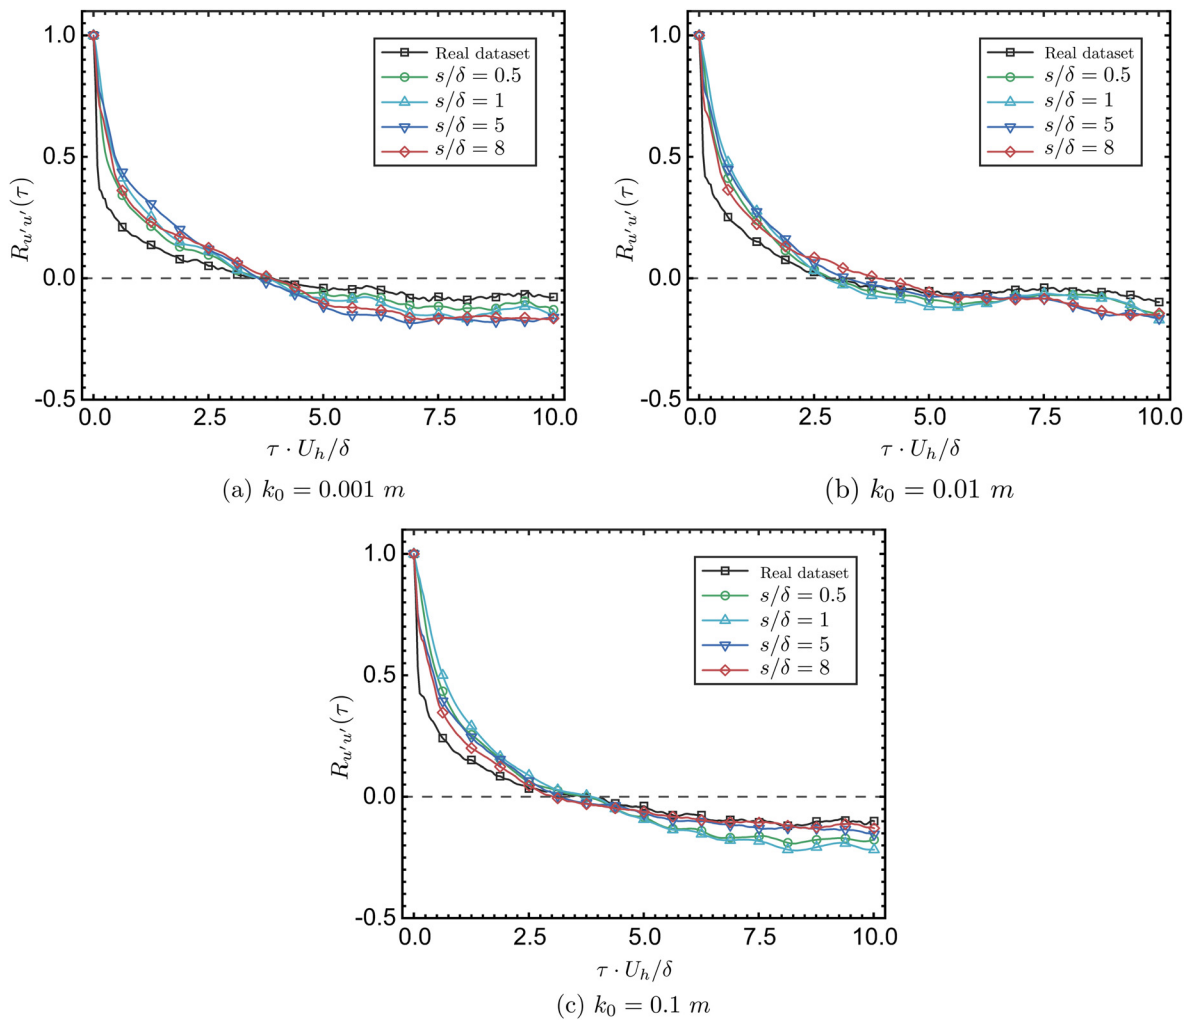 1.0
0.5
0.0
-0.5
R_{u'u'}(τ)
Real dataset
s/δ = 0.5
s/δ = 1
s/δ = 5
s/δ = 8
0.0 2.5 5.0 7.5 10.0
τ · U_h/δ
(a) k_0 = 0.001 m
1.0
0.5
0.0
-0.5
R_{u'u'}(τ)
Real dataset
s/δ = 0.5
s/δ = 1
s/δ = 5
s/δ = 8
0.0 2.5 5.0 7.5 10.0
τ · U_h/δ
(b) k_0 = 0.01 m
1.0
0.5
0.0
-0.5
R_{u'u'}(τ)
Real dataset
s/δ = 0.5
s/δ = 1
s/δ = 5
s/δ = 8
0.0 2.5 5.0 7.5 10.0
τ · U_h/δ
(c) k_0 = 0.1 m